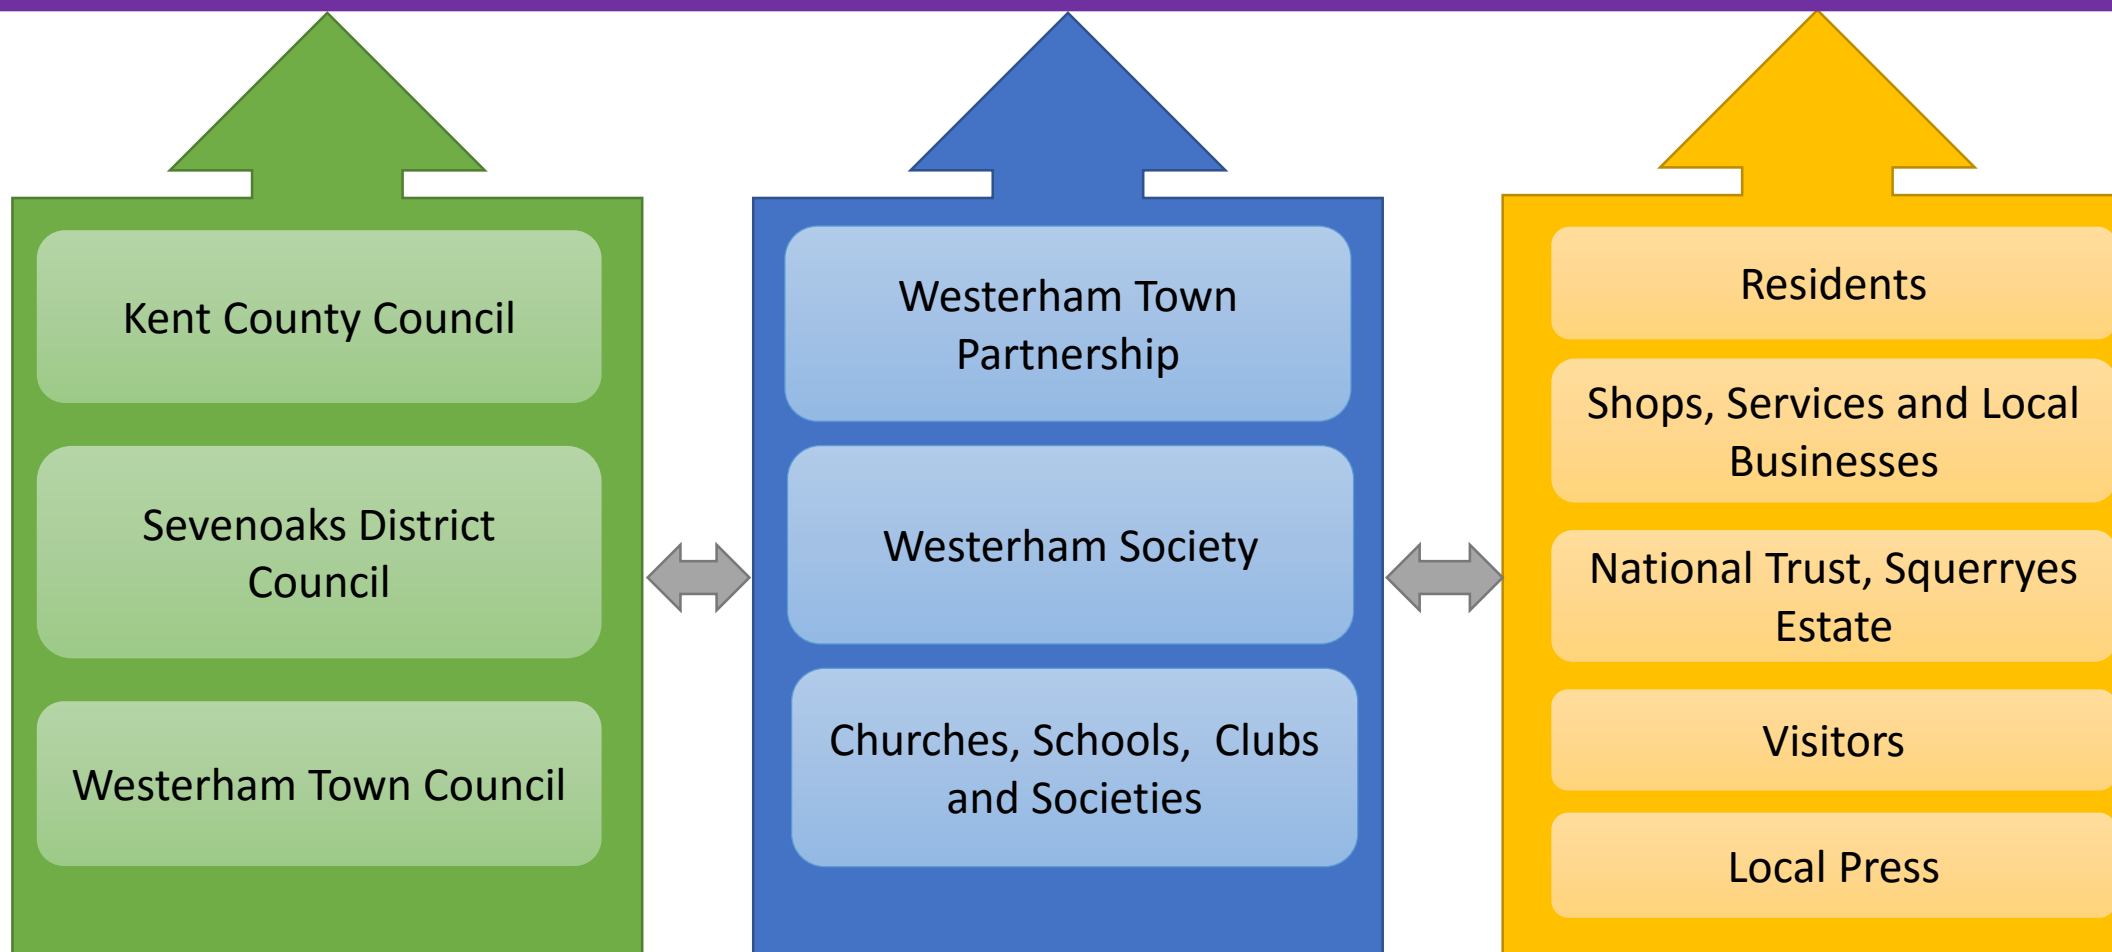 Kent County Council
Sevenoaks District
Council
Westerham Town Council
Westerham Town
Partnership
Westerham Society
Churches, Schools,  Clubs
and Societies
Residents
Shops, Services and Local
Businesses
National Trust, Squerryes
Estate
Visitors
Local Press